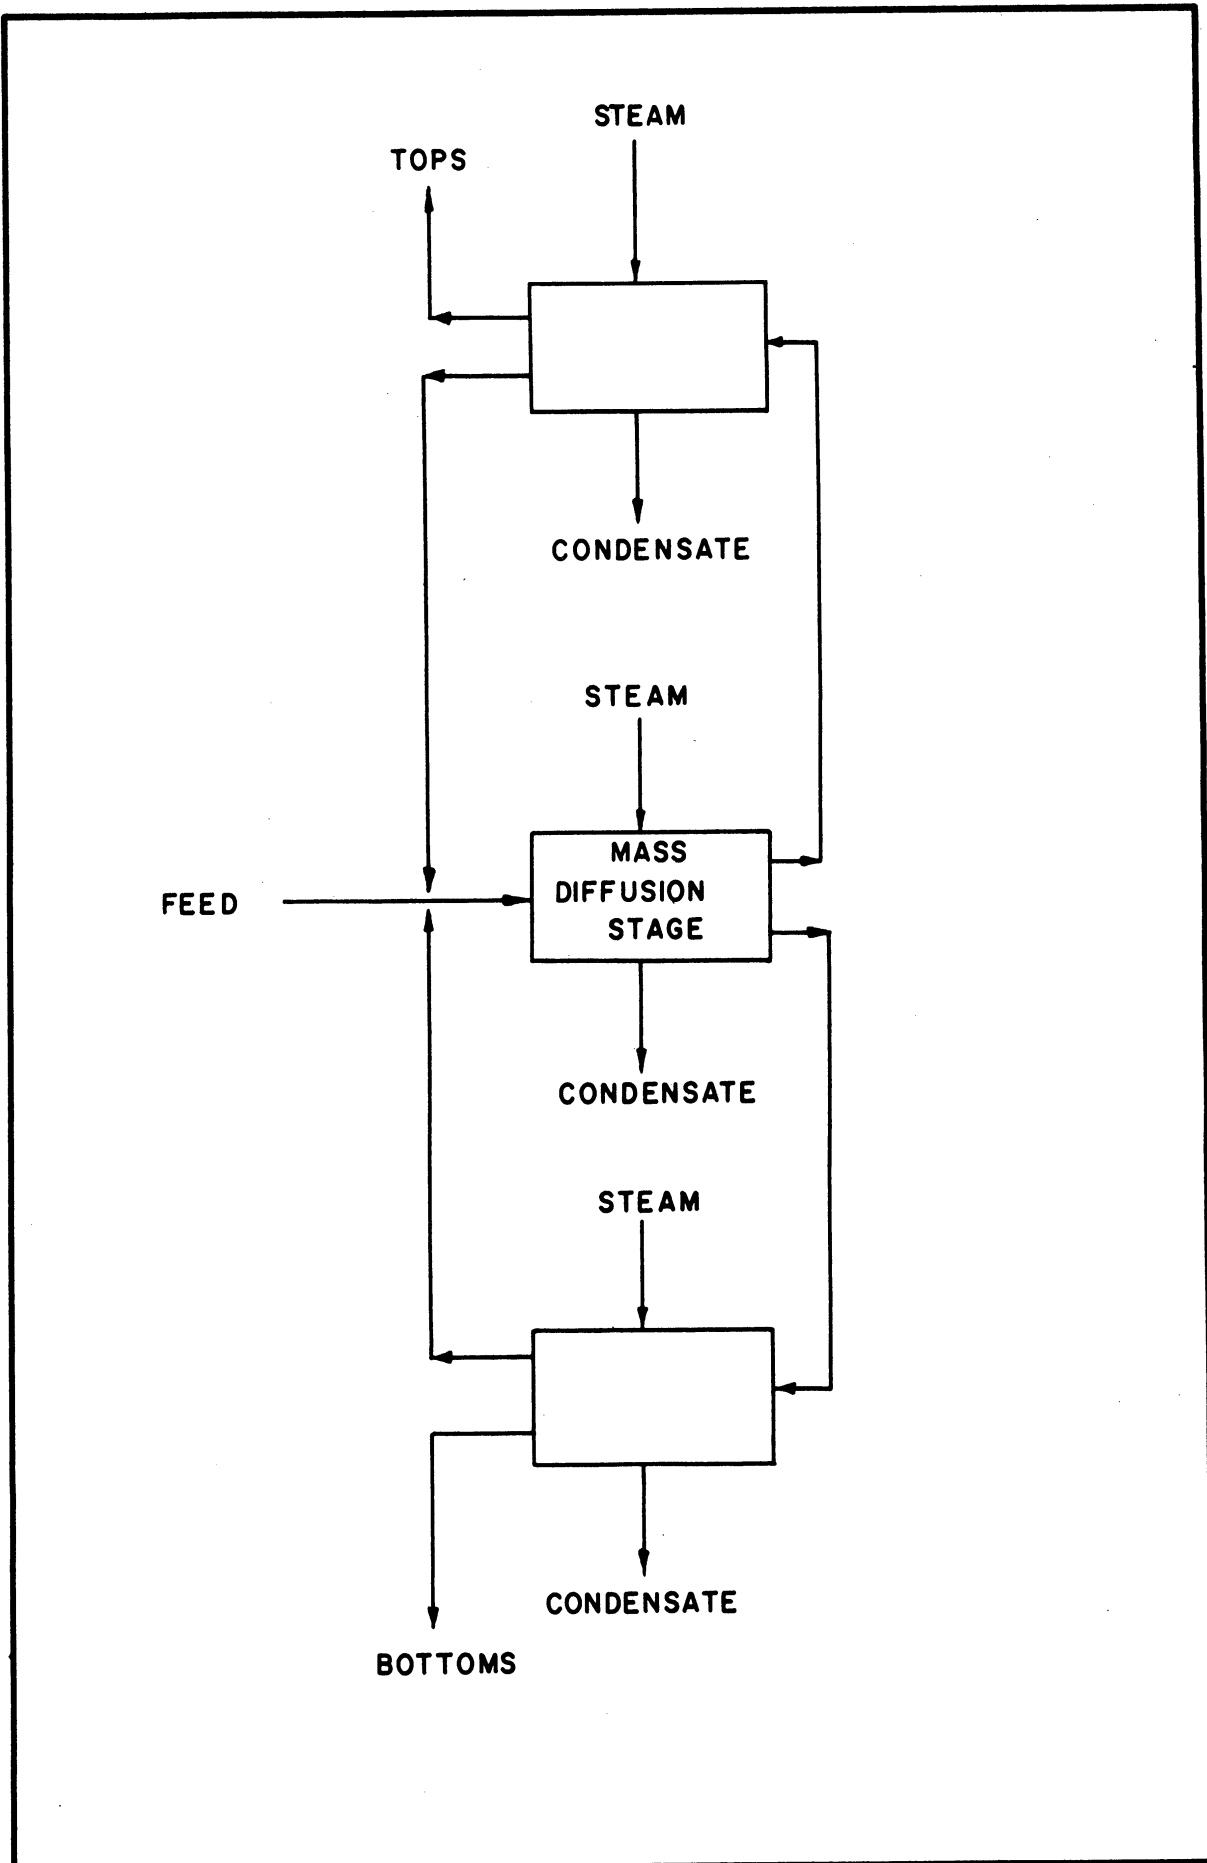 STEAM
TOPS
CONDENSATE
STEAM
MASS
DIFFUSION
STAGE
FEED
CONDENSATE
STEAM
CONDENSATE
BOTTOMS